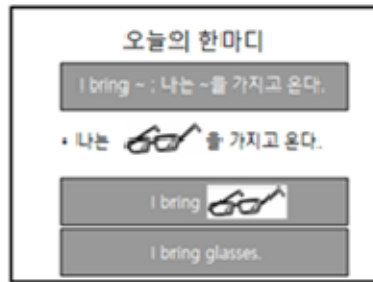 오늘의 한마디
I bring ~ : 나는 ~을 가지고 온다.
• 나는 을 가지고 온다.
I bring
I bring glasses.